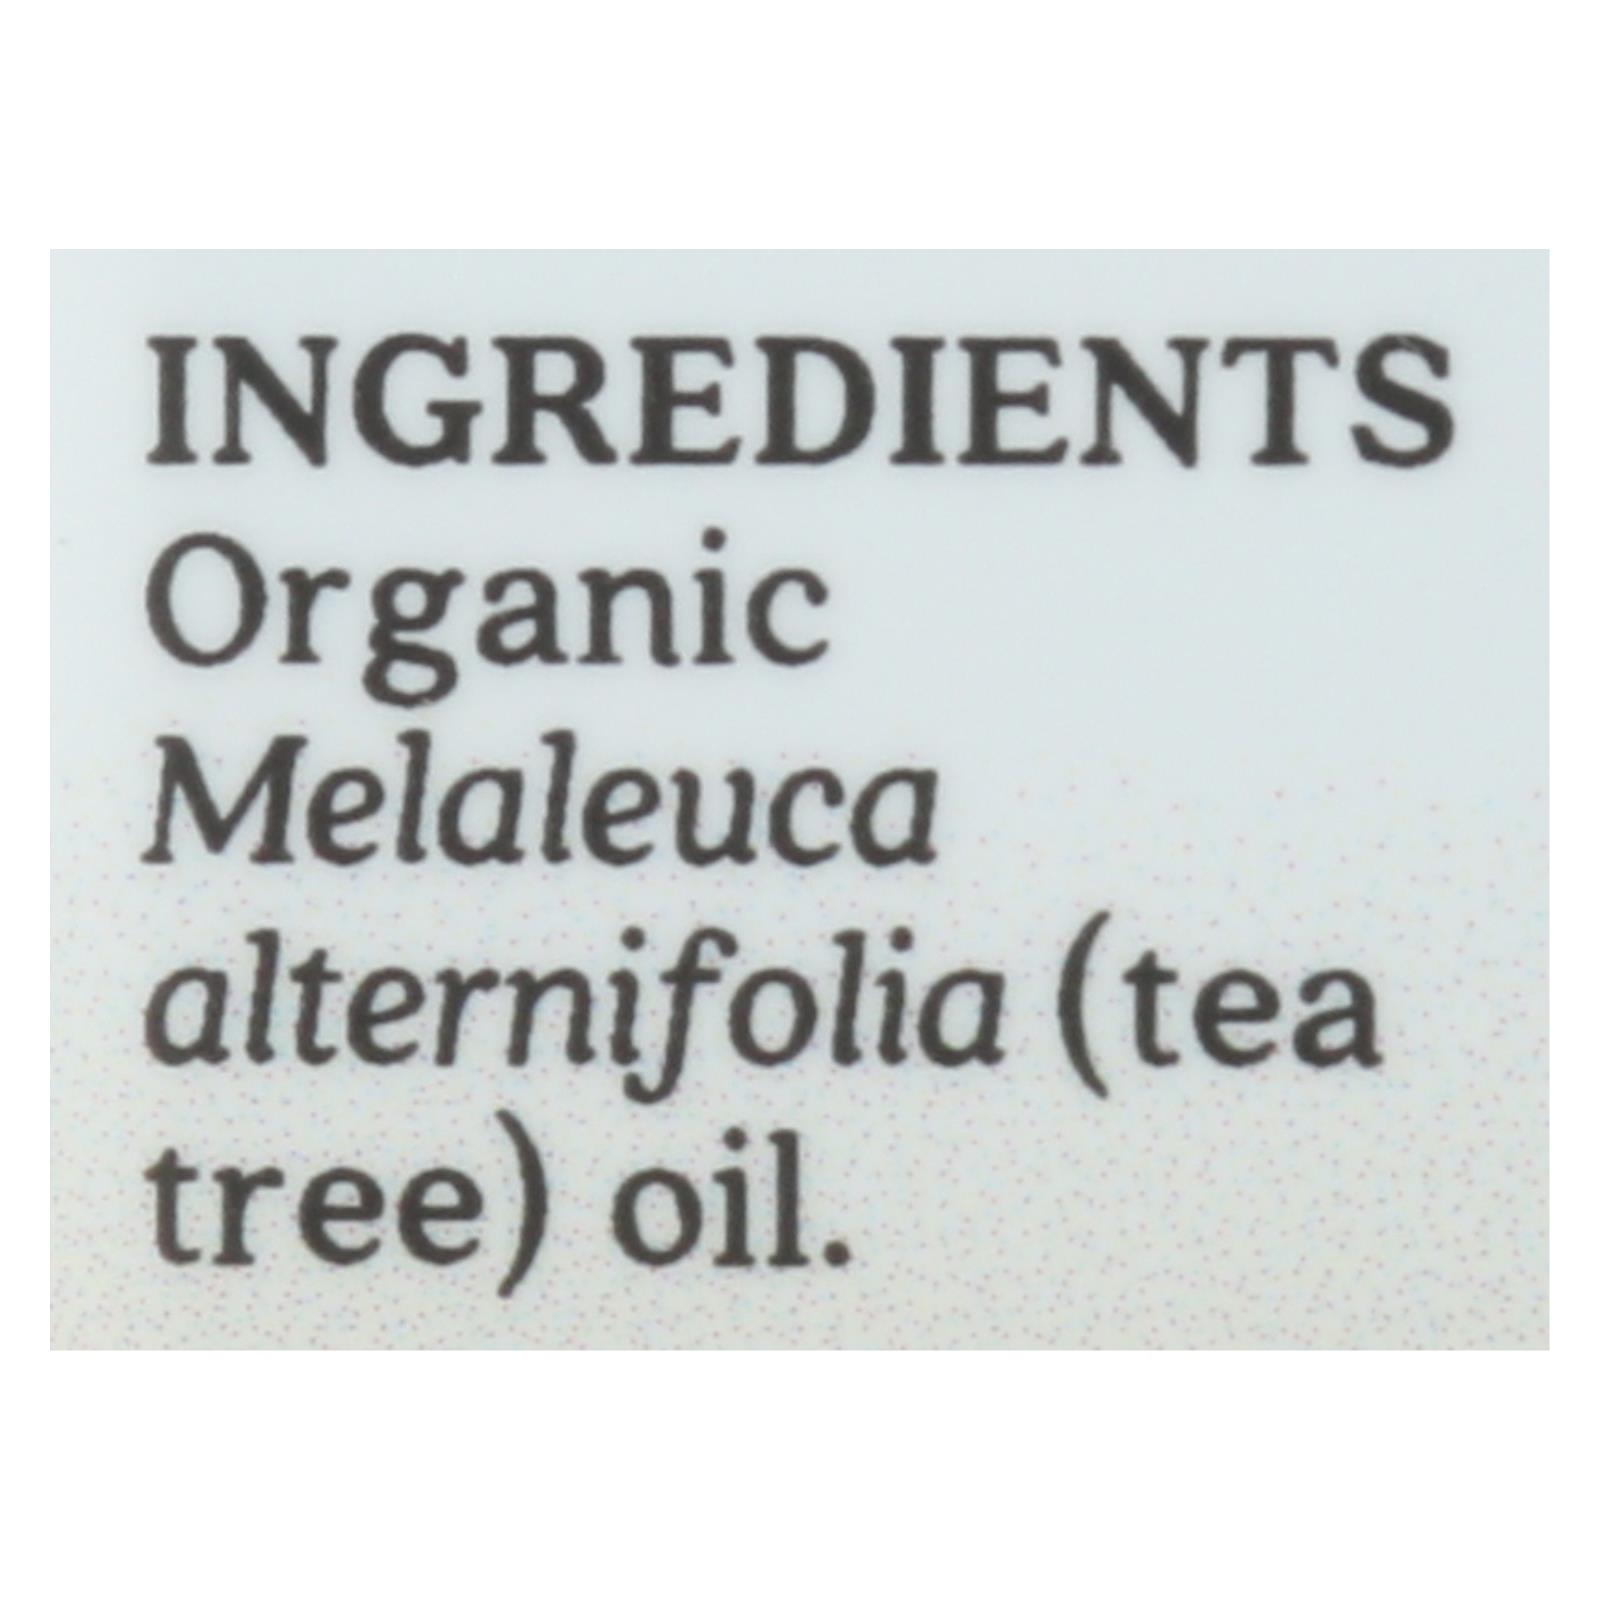 INGREDIENTS
Organic
Melaleuca
alternifolia (tea
tree) oil.